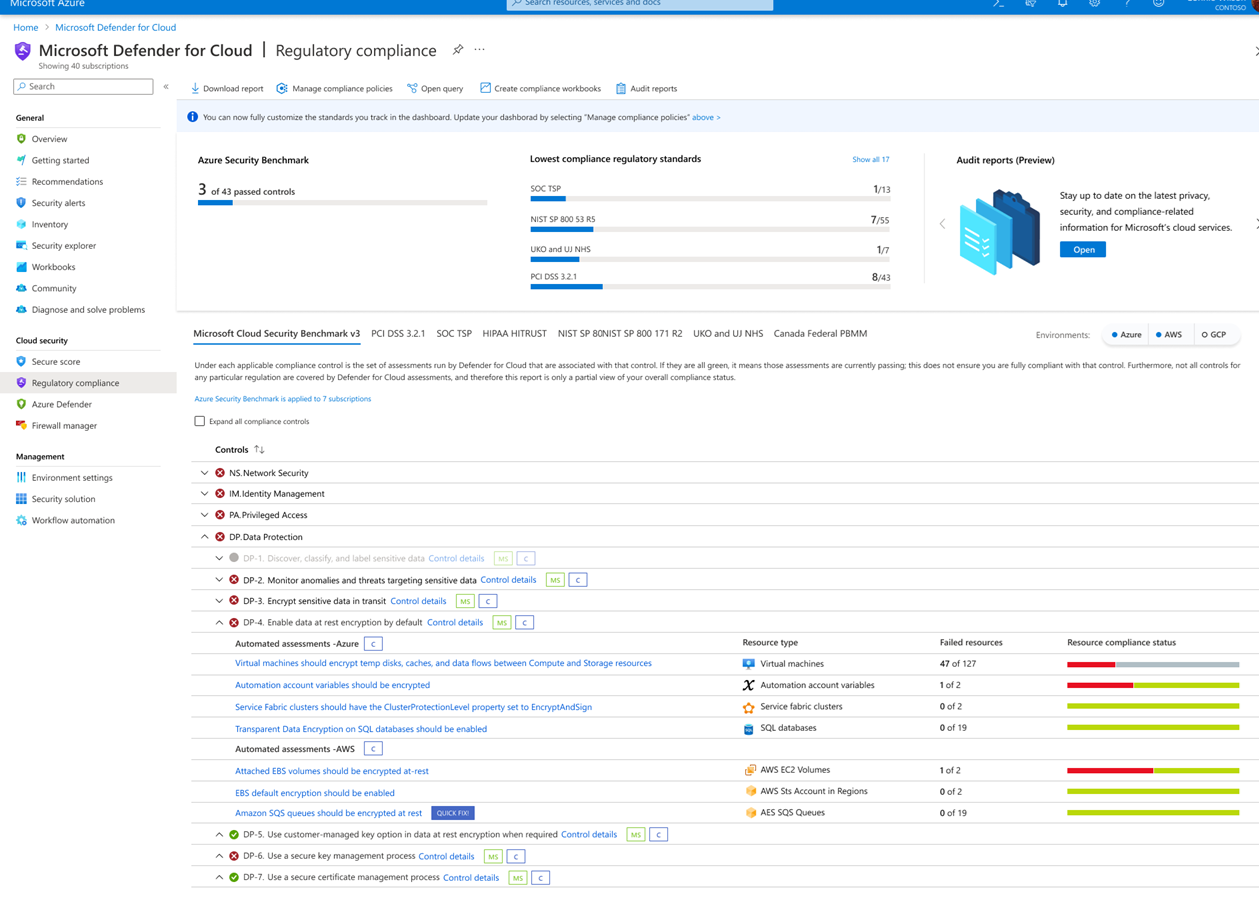 Microsoft Azure
Search resources, services and docs
CONTOSO
Home > Microsoft Defender for Cloud
Microsoft Defender for Cloud | Regulatory compliance ···
Showing 40 subscriptions
Search «
Download report Manage compliance policies Open query Create compliance workbooks Audit reports
You can now fully customize the standards you track in the dashboard. Update your dashborad by selecting "Manage compliance policies" above >
General
Overview
Getting started
Recommendations
Security alerts
Inventory
Security explorer
Workbooks
Community
Diagnose and solve problems
Cloud security
Secure score
Regulatory compliance
Azure Defender
Firewall manager
Management
Environment settings
Security solution
Workflow automation
Azure Security Benchmark
3 of 43 passed controls
Lowest compliance regulatory standards Show all 17
SOC TSP 1/13
NIST SP 800 53 R5 7/55
UKO and UJ NHS 1/7
PCI DSS 3.2.1 8/43
Audit reports (Preview)
Stay up to date on the latest privacy,
security, and compliance-related
information for Microsoft's cloud services.
Open
Microsoft Cloud Security Benchmark v3 PCI DSS 3.2.1 SOC TSP HIPAA HITRUST NIST SP 80NIST SP 800 171 R2 UKO and UJ NHS Canada Federal PBMM Environments: Azure AWS GCP
Under each applicable compliance control is the set of assessments run by Defender for Cloud that are associated with that control. If they are all green, it means those assessments are currently passing; this does not ensure you are fully compliant with that control. Furthermore, not all controls for
any particular regulation are covered by Defender for Cloud assessments, and therefore this report is only a partial view of your overall compliance status.
Azure Security Benchmark is applied to 7 subscriptions
Expand all compliance controls
Controls ↑↓
NS.Network Security
IM.Identity Management
PA.Privileged Access
DP.Data Protection
DP-1. Discover, classify, and label sensitive data Control details MS C
DP-2. Monitor anomalies and threats targeting sensitive data Control details MS C
DP-3. Encrypt sensitive data in transit Control details MS C
DP-4. Enable data at rest encryption by default Control details MS C
Automated assessments -Azure C Resource type Failed resources Resource compliance status
Virtual machines should encrypt temp disks, caches, and data flows between Compute and Storage resources Virtual machines 47 of 127
Automation account variables should be encrypted Automation account variables 1 of 2
Service Fabric clusters should have the ClusterProtectionLevel property set to EncryptAndSign Service fabric clusters 0 of 2
Transparent Data Encryption on SQL databases should be enabled SQL databases 0 of 19
Automated assessments -AWS C
Attached EBS volumes should be encrypted at-rest AWS EC2 Volumes 1 of 2
EBS default encryption should be enabled AWS Sts Account in Regions 0 of 2
Amazon SQS queues should be encrypted at rest QUICK FIX! AES SQS Queues 0 of 19
DP-5. Use customer-managed key option in data at rest encryption when required Control details MS C
DP-6. Use a secure key management process Control details MS C
DP-7. Use a secure certificate management process Control details MS C